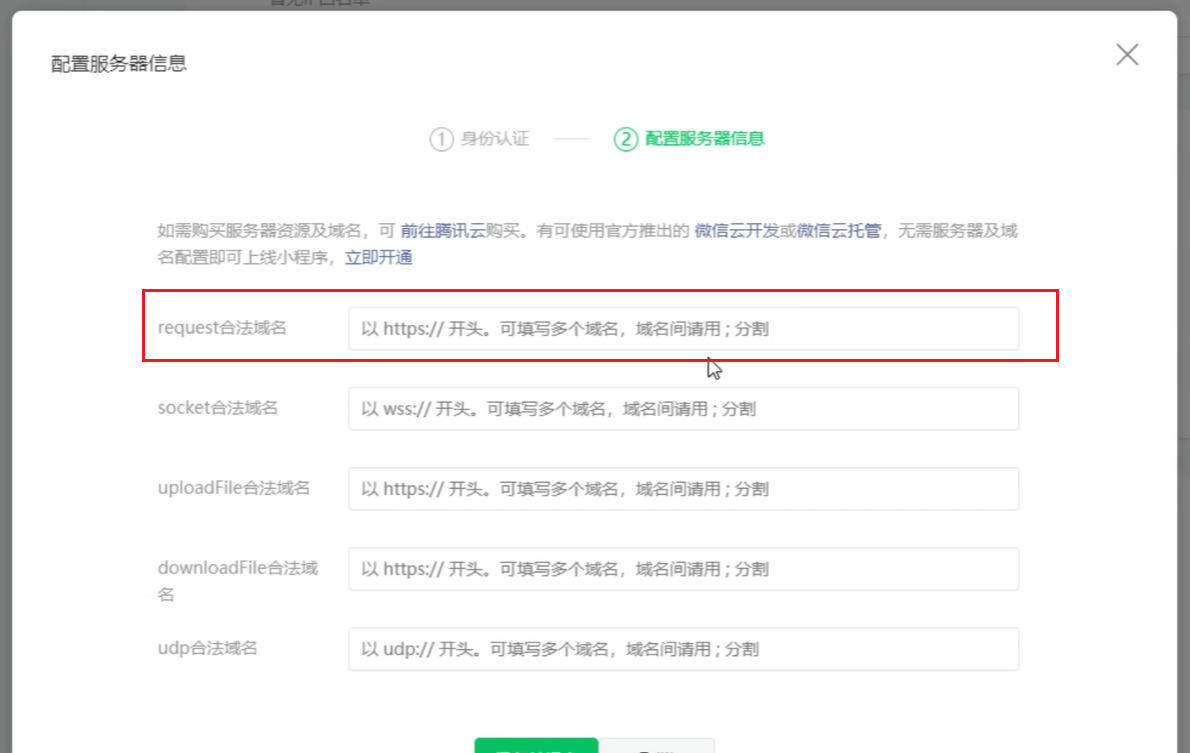 配置服务器信息
1 身份认证
2 配置服务器信息
如需购买服务器资源及域名，可 前往腾讯云购买。有可使用官方推出的 微信云开发或微信云托管，无需服务器及域
名配置即可上线小程序，立即开通
request合法域名
以 https:// 开头。可填写多个域名，域名间请用 ; 分割
socket合法域名
以 wss:// 开头。可填写多个域名，域名间请用 ; 分割
uploadFile合法域名
以 https:// 开头。可填写多个域名，域名间请用 ; 分割
downloadFile合法域
名
以 https:// 开头。可填写多个域名，域名间请用 ; 分割
udp合法域名
以 udp:// 开头。可填写多个域名，域名间请用 ; 分割